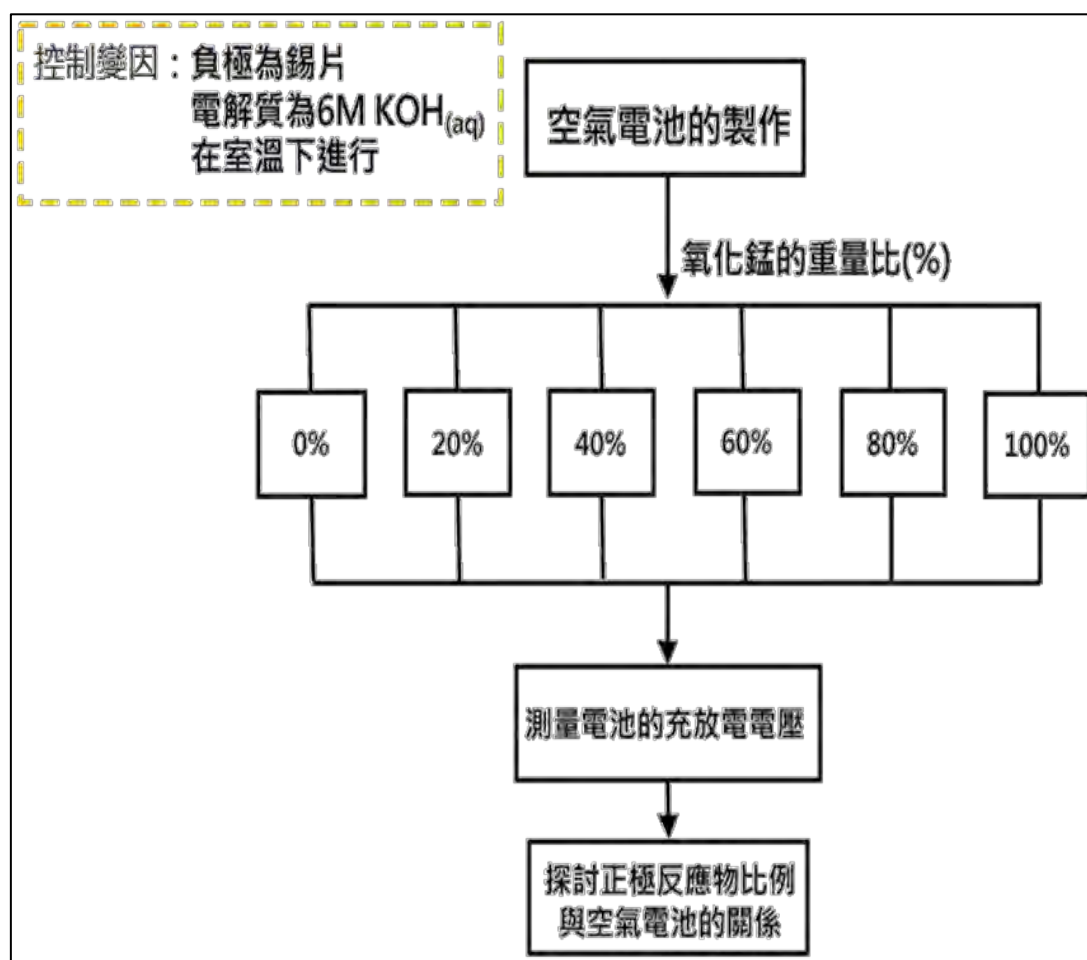 控制變因：負極為錫片
電解質為6M KOH(aq)
在室溫下進行
空氣電池的製作
氧化錳的重量比(%)
0%
20%
40%
60%
80%
100%
測量電池的充放電電壓
探討正極反應物比例
與空氣電池的關係